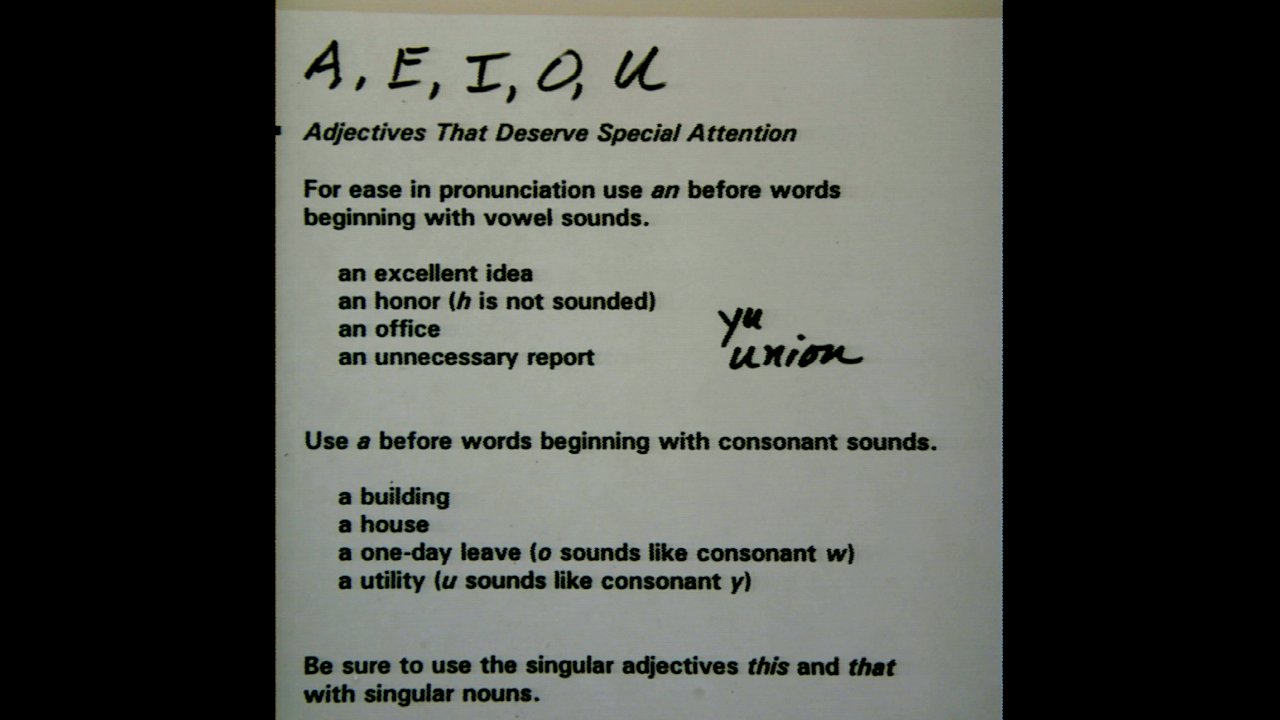 A, E, I, O, U
Adjectives That Deserve Special Attention
For ease in pronunciation use an before words
beginning with vowel sounds.
an excellent idea
an honor (h is not sounded)
an office
an unnecessary report
yu
union
Use a before words beginning with consonant sounds.
a building
a house
a one-day leave (o sounds like consonant w)
a utility (u sounds like consonant y)
Be sure to use the singular adjectives this and that
with singular nouns.